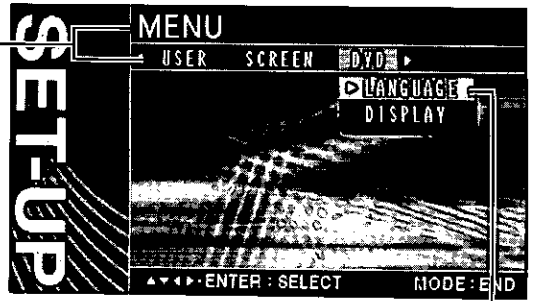 SET-UP
MENU
USER SCREEN DVD ▶
▷LANGUAGE
DISPLAY
▲▼◀▶·ENTER : SELECT MODE : END